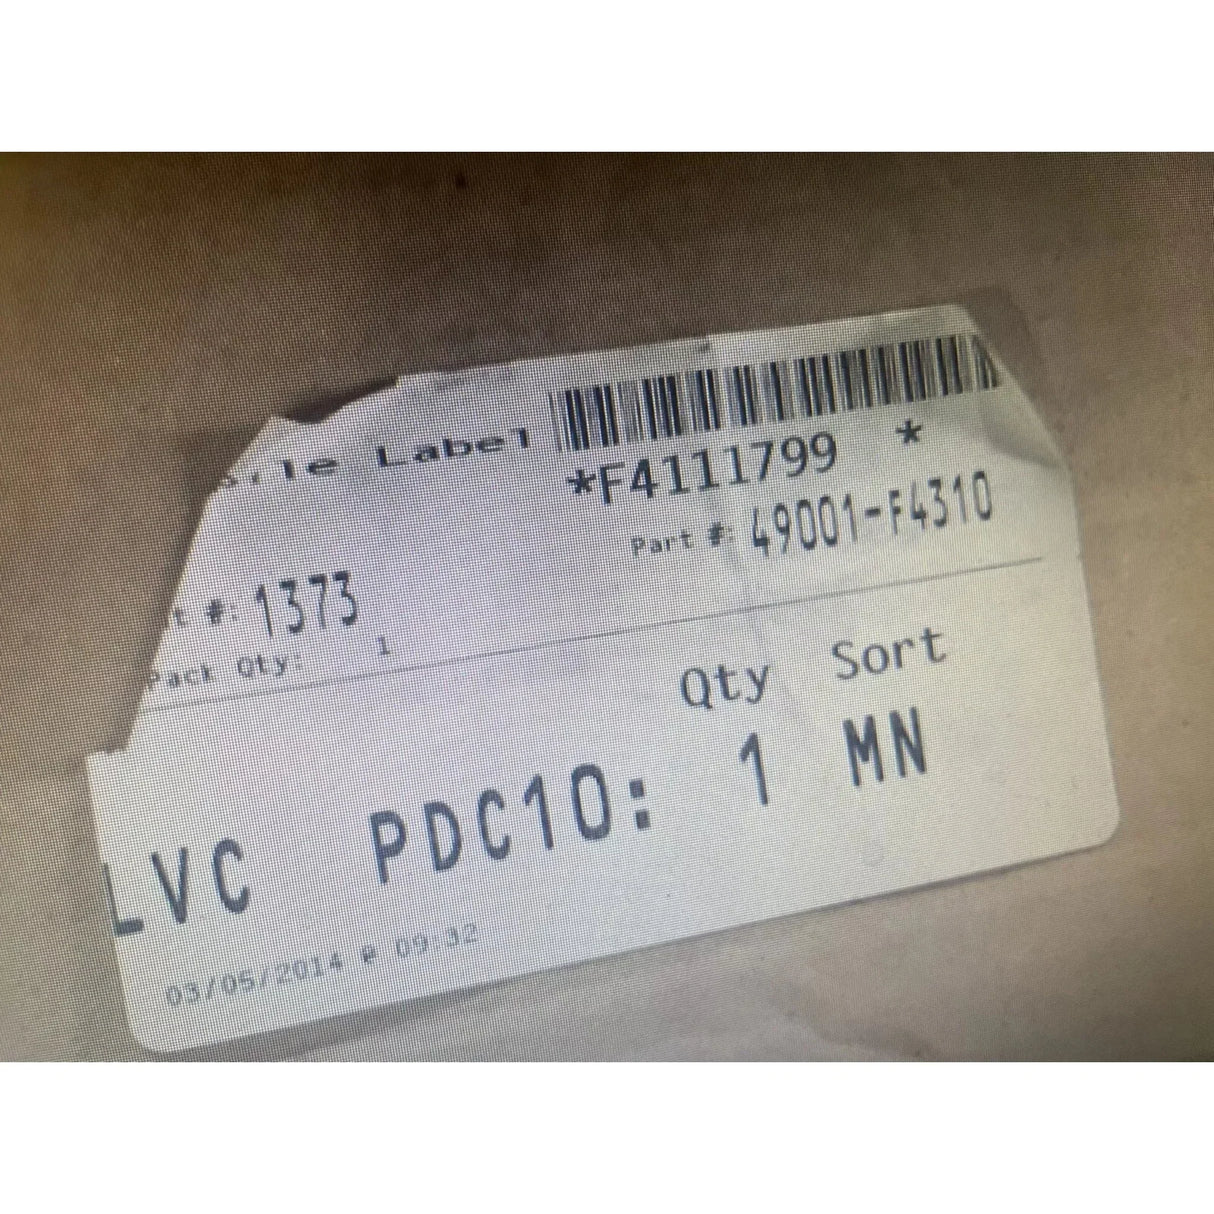 Label
*F4111799 *
Part #: 49001-F4310
#: 1373
Pack Qty: 1
Qty Sort
LVC PDC10: 1 MN
03/05/2014 @ 09:32